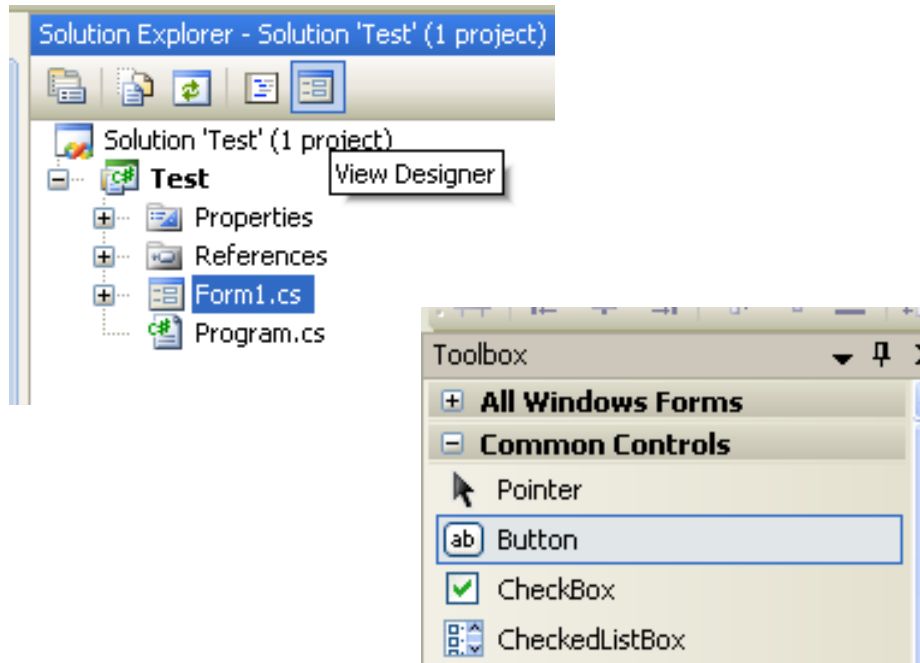 Solution Explorer - Solution 'Test' (1 project)
Solution 'Test' (1 project)
View Designer
C# Test
Properties
References
Form1.cs
C# Program.cs
Toolbox
All Windows Forms
Common Controls
Pointer
ab Button
CheckBox
CheckedListBox